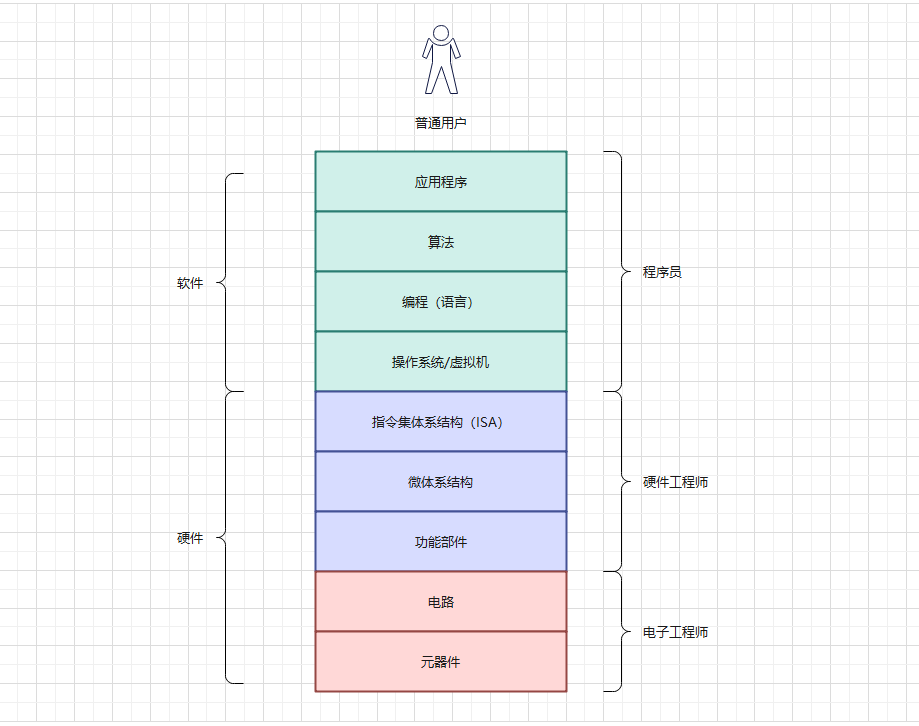 普通用户
应用程序
算法
编程（语言）
操作系统/虚拟机
指令集体系结构（ISA）
微体系结构
功能部件
电路
元器件
软件
硬件
程序员
硬件工程师
电子工程师